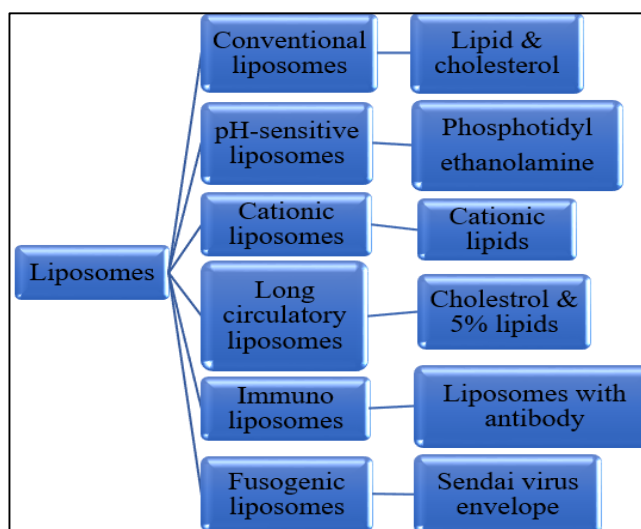 Conventional
liposomes
Lipid &
cholesterol
pH-sensitive
liposomes
Phosphotidyl
ethanolamine
Cationic
liposomes
Cationic
lipids
Liposomes
Long
circulatory
liposomes
Cholestrol &
5% lipids
Immuno
liposomes
Liposomes with
antibody
Fusogenic
liposomes
Sendai virus
envelope